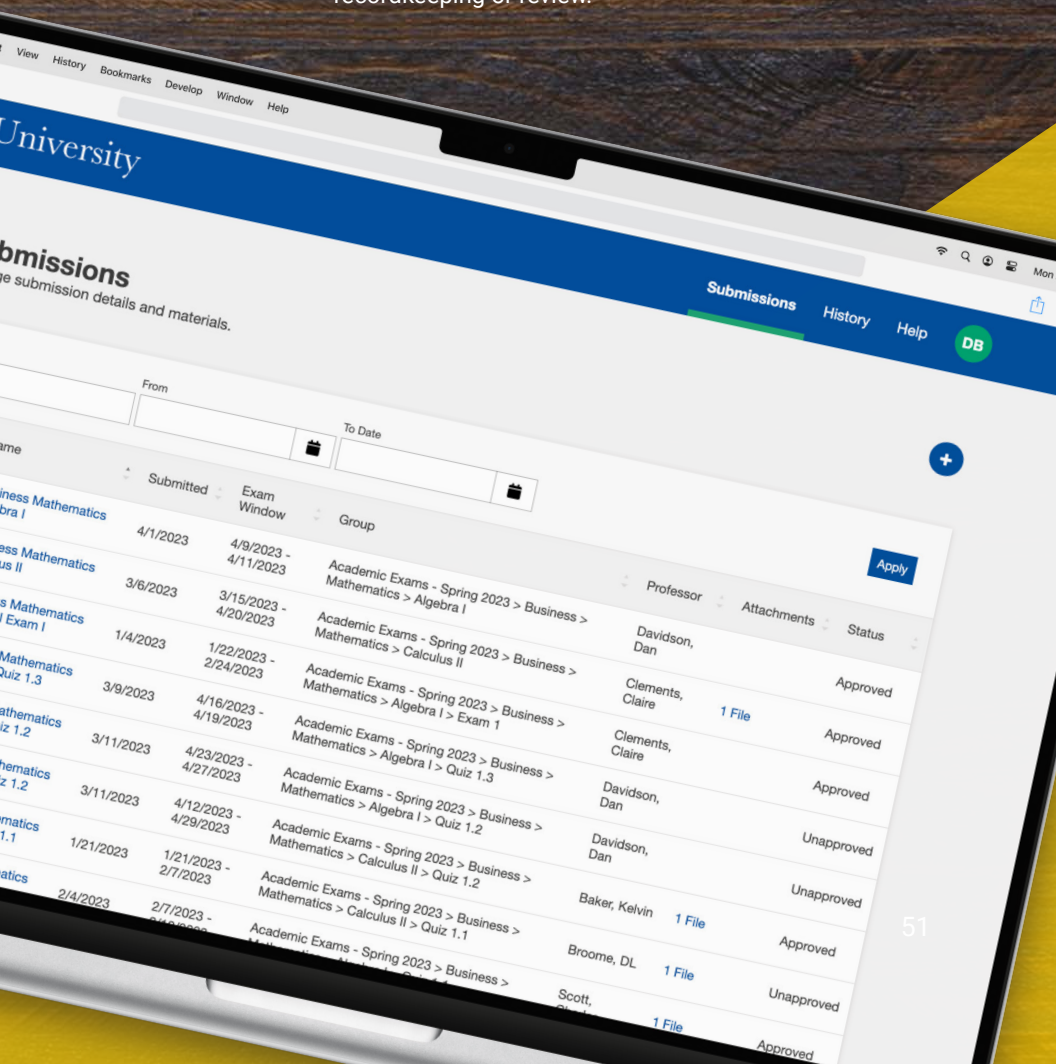 recordkeeping or review.
View History Bookmarks Develop Window Help
Mon
University
Submissions History Help DB
bmissions
ge submission details and materials.
From
To Date
Apply
ame Submitted Exam Window Group Professor Attachments Status
iness Mathematics
bra I
4/1/2023
4/9/2023 -
4/11/2023
Academic Exams - Spring 2023 > Business >
Mathematics > Algebra I
Davidson,
Dan
Approved
ess Mathematics
us II
3/6/2023
3/15/2023 -
4/20/2023
Academic Exams - Spring 2023 > Business >
Mathematics > Calculus II
Clements,
Claire
1 File
Approved
s Mathematics
I Exam I
1/4/2023
1/22/2023 -
2/24/2023
Academic Exams - Spring 2023 > Business >
Mathematics > Algebra I > Exam 1
Clements,
Claire
Approved
Mathematics
Quiz 1.3
3/9/2023
4/16/2023 -
4/19/2023
Academic Exams - Spring 2023 > Business >
Mathematics > Algebra I > Quiz 1.3
Davidson,
Dan
Unapproved
athematics
iz 1.2
3/11/2023
4/23/2023 -
4/27/2023
Academic Exams - Spring 2023 > Business >
Mathematics > Algebra I > Quiz 1.2
Davidson,
Dan
Unapproved
hematics
z 1.2
3/11/2023
4/12/2023 -
4/29/2023
Academic Exams - Spring 2023 > Business >
Mathematics > Calculus II > Quiz 1.2
Baker, Kelvin
1 File
Approved
matics
1.1
1/21/2023
1/21/2023 -
2/7/2023
Academic Exams - Spring 2023 > Business >
Mathematics > Calculus II > Quiz 1.1
Broome, DL
1 File
Unapproved
atics
2/4/2023
2/7/2023 -
Academic Exams - Spring 2023 > Business >
Scott,
1 File
Approved
51